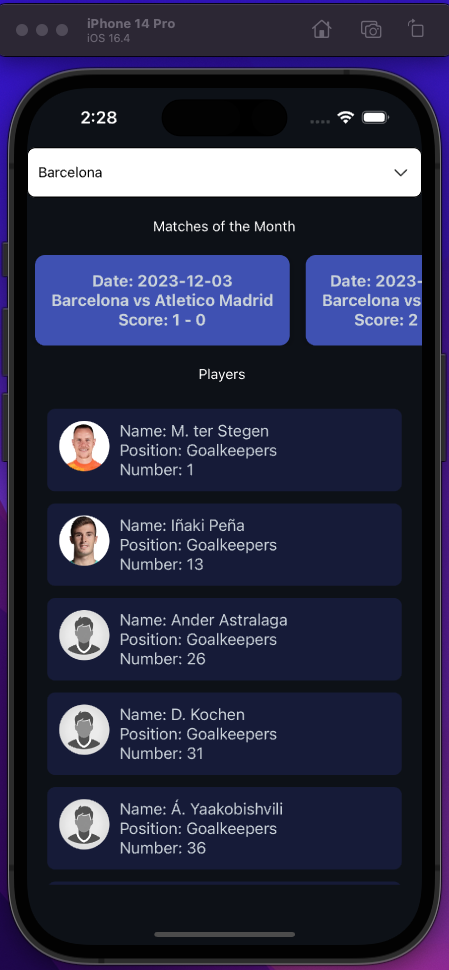 iPhone 14 Pro
iOS 16.4
2:28
Barcelona
Matches of the Month
Date: 2023-12-03
Barcelona vs Atletico Madrid
Score: 1 - 0
Date: 2023-
Barcelona vs
Score: 2
Players
Name: M. ter Stegen
Position: Goalkeepers
Number: 1
Name: Iñaki Peña
Position: Goalkeepers
Number: 13
Name: Ander Astralaga
Position: Goalkeepers
Number: 26
Name: D. Kochen
Position: Goalkeepers
Number: 31
Name: Á. Yaakobishvili
Position: Goalkeepers
Number: 36